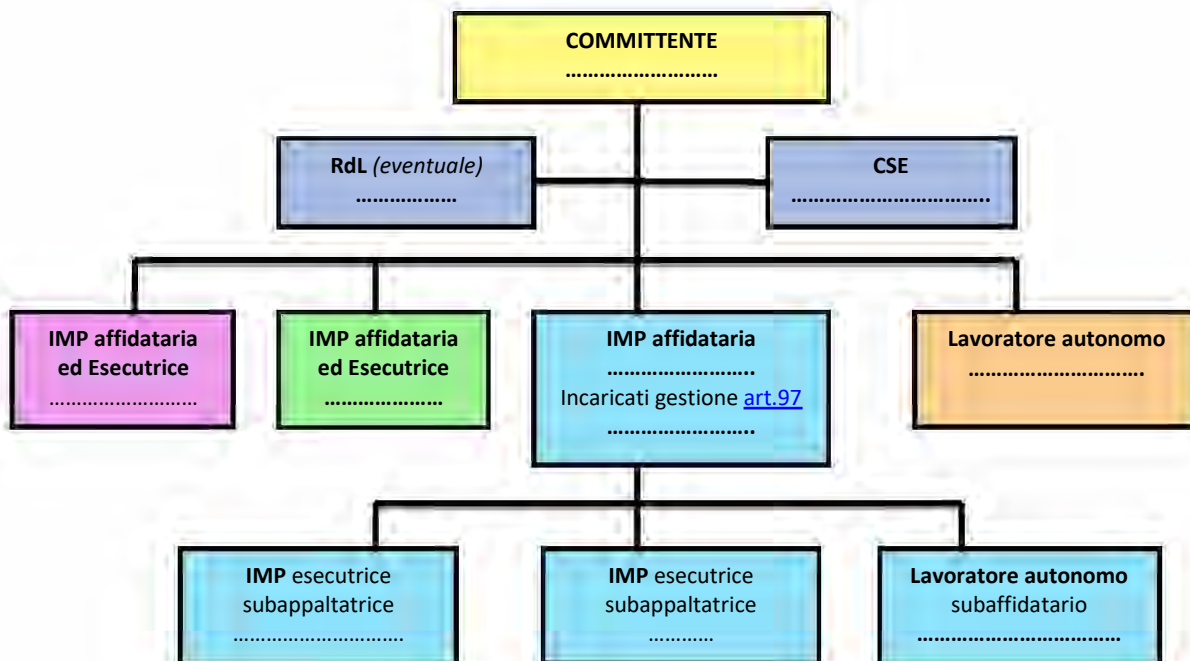 COMMITTENTE
………………………
RdL (eventuale)
………………
CSE
……………………………..
IMP affidataria
ed Esecutrice
………………………
IMP affidataria
ed Esecutrice
…………………
IMP affidataria
……………………..
Incaricati gestione art.97
……………………..
Lavoratore autonomo
………………………….
IMP esecutrice
subappaltatrice
………………………….
IMP esecutrice
subappaltatrice
…………
Lavoratore autonomo
subaffidatario
………………………………